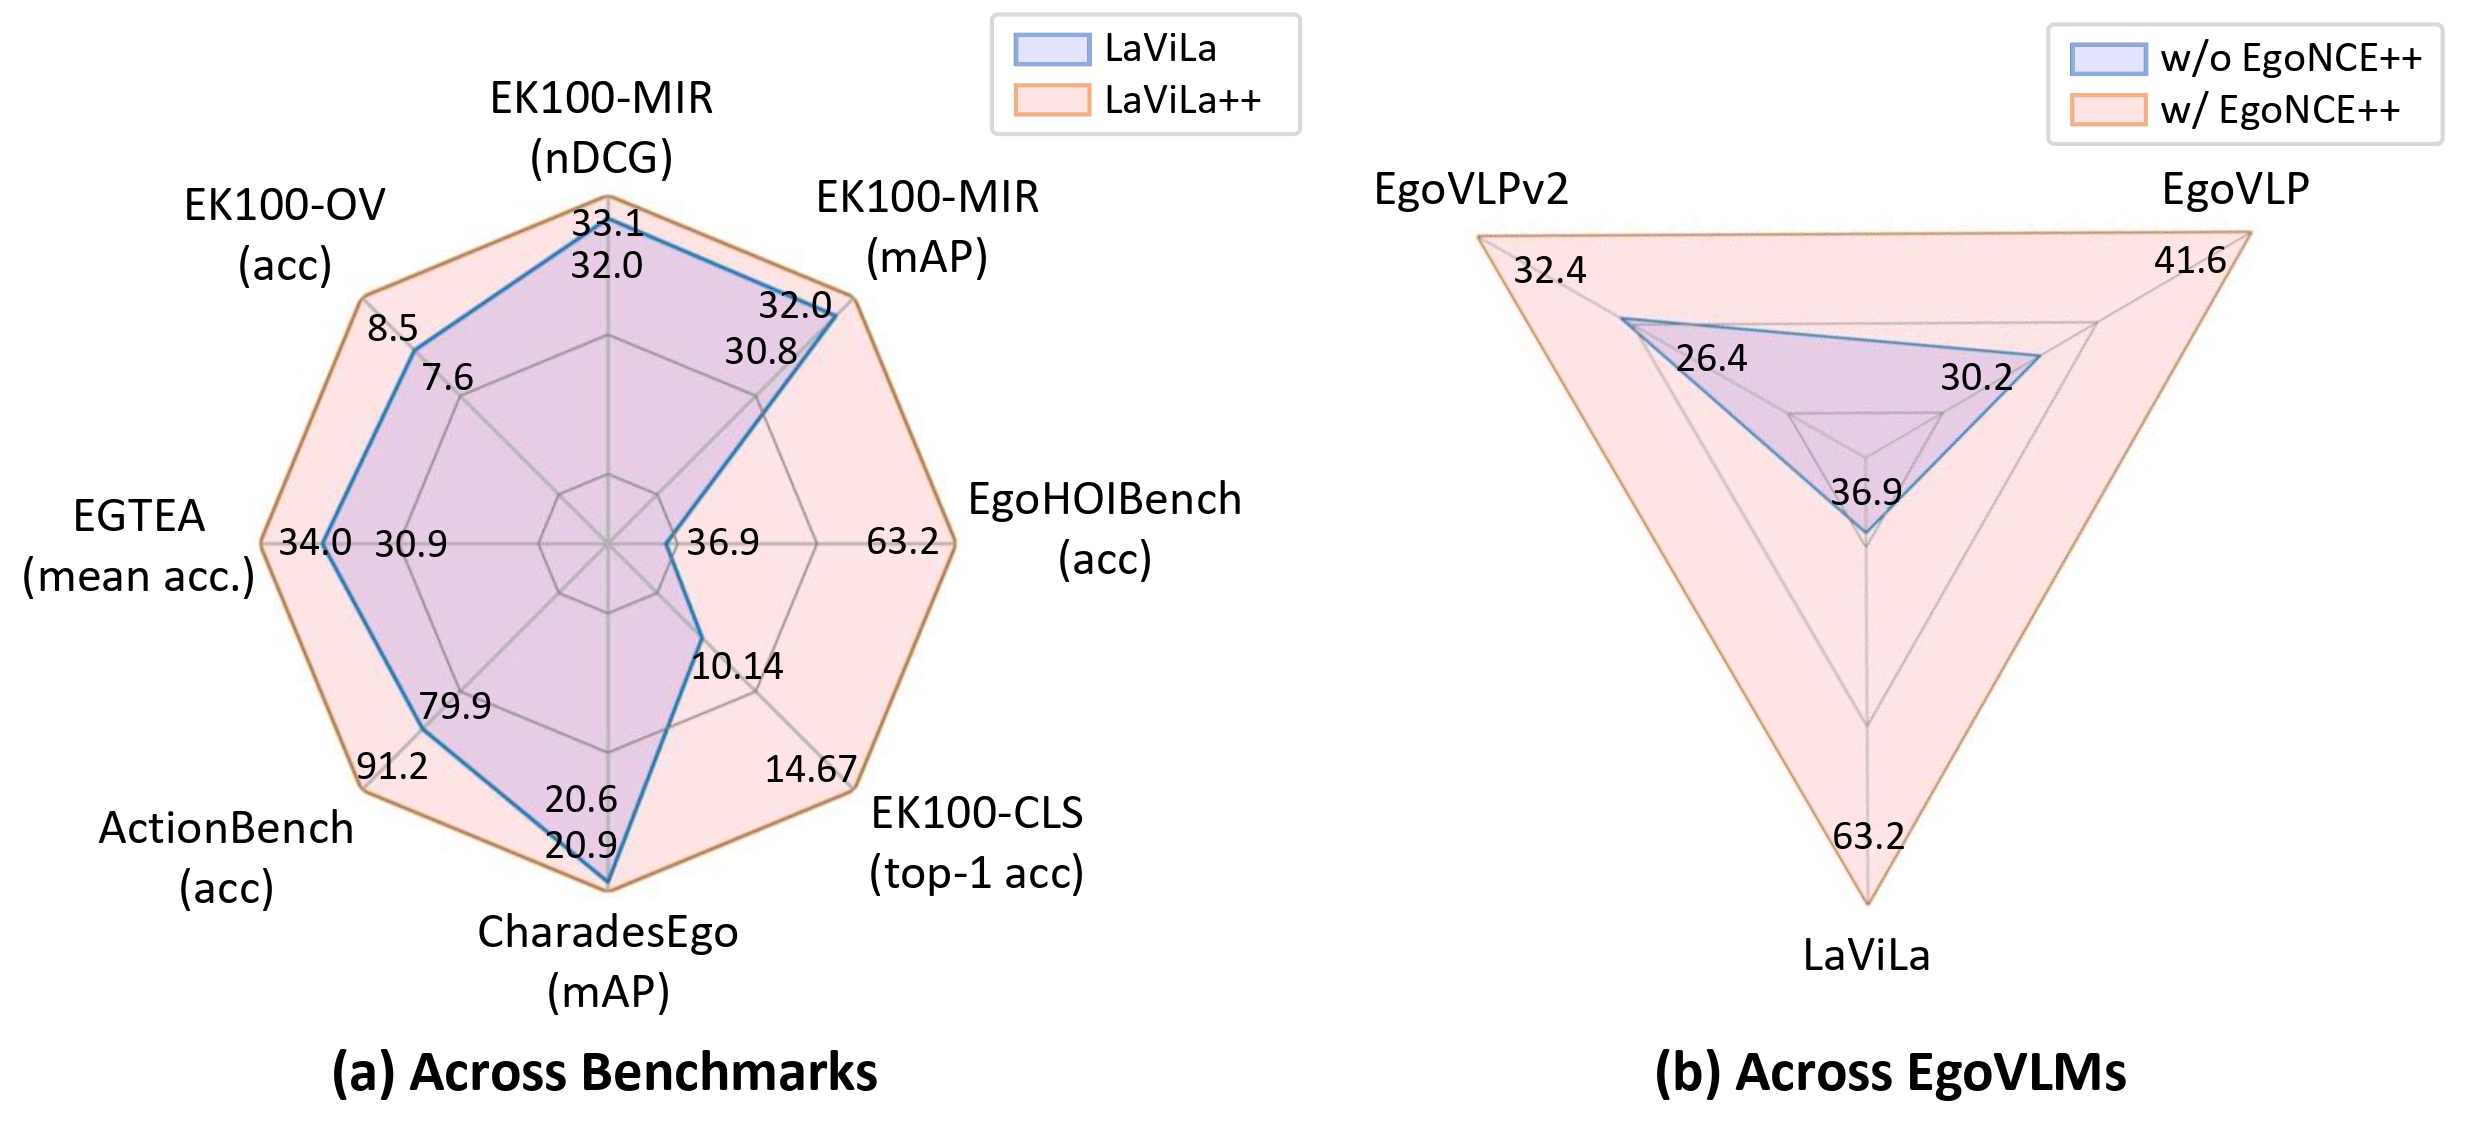 LaViLa
LaViLa++
EK100-MIR
(nDCG)
EK100-MIR
(mAP)
EK100-OV
(acc)
33.1
32.0
32.0
30.8
8.5
7.6
EgoHOIBench
(acc)
EGTEA
(mean acc.)
34.0
30.9
36.9
63.2
10.14
14.67
79.9
91.2
20.6
20.9
ActionBench
(acc)
EK100-CLS
(top-1 acc)
CharadesEgo
(mAP)
(a) Across Benchmarks
w/o EgoNCE++
w/ EgoNCE++
EgoVLPv2
EgoVLP
32.4
41.6
26.4
30.2
36.9
63.2
LaViLa
(b) Across EgoVLMs